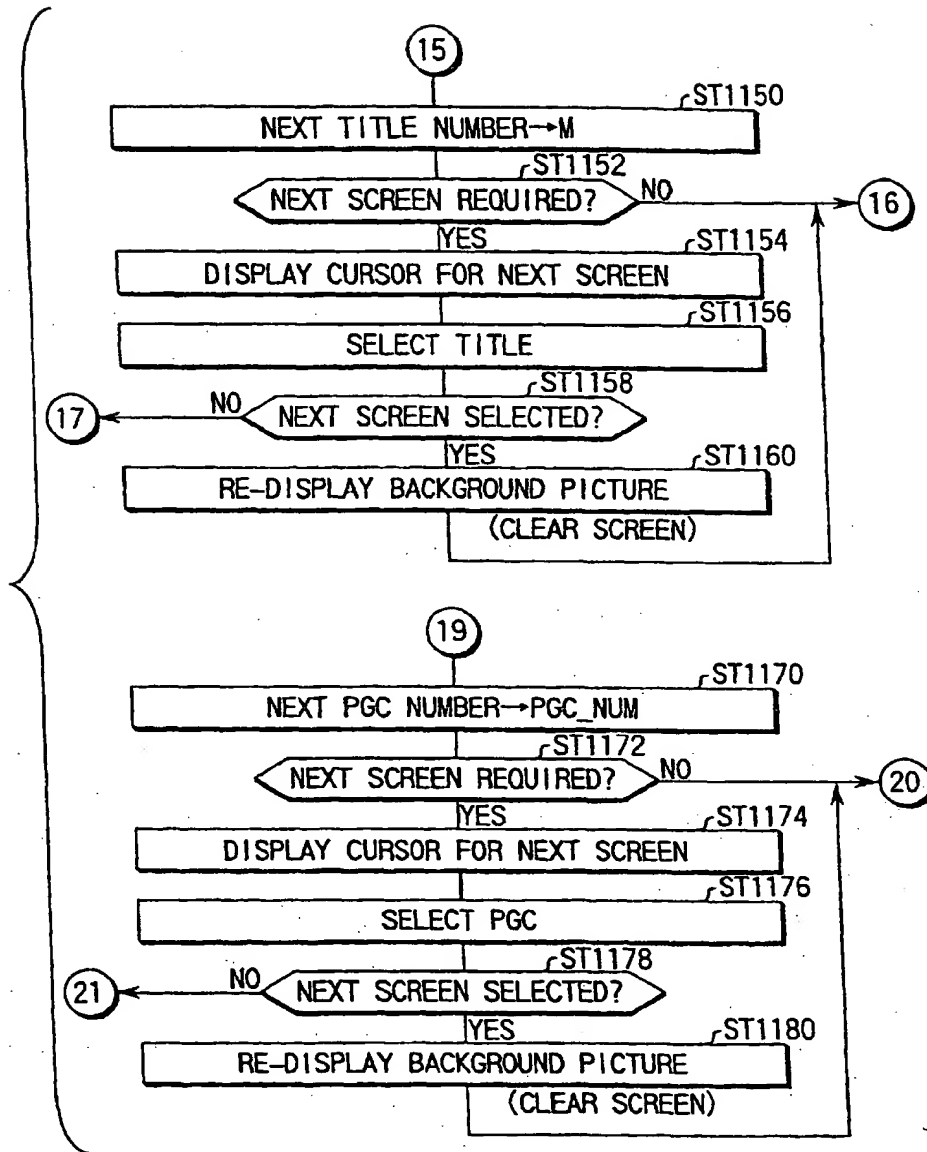 15
ST1150
NEXT TITLE NUMBER→M
ST1152
NEXT SCREEN REQUIRED?
NO
16
YES
ST1154
DISPLAY CURSOR FOR NEXT SCREEN
ST1156
SELECT TITLE
ST1158
NEXT SCREEN SELECTED?
NO
17
YES
ST1160
RE-DISPLAY BACKGROUND PICTURE
(CLEAR SCREEN)
19
ST1170
NEXT PGC NUMBER→PGC_NUM
ST1172
NEXT SCREEN REQUIRED?
NO
20
YES
ST1174
DISPLAY CURSOR FOR NEXT SCREEN
ST1176
SELECT PGC
ST1178
NEXT SCREEN SELECTED?
NO
21
YES
ST1180
RE-DISPLAY BACKGROUND PICTURE
(CLEAR SCREEN)